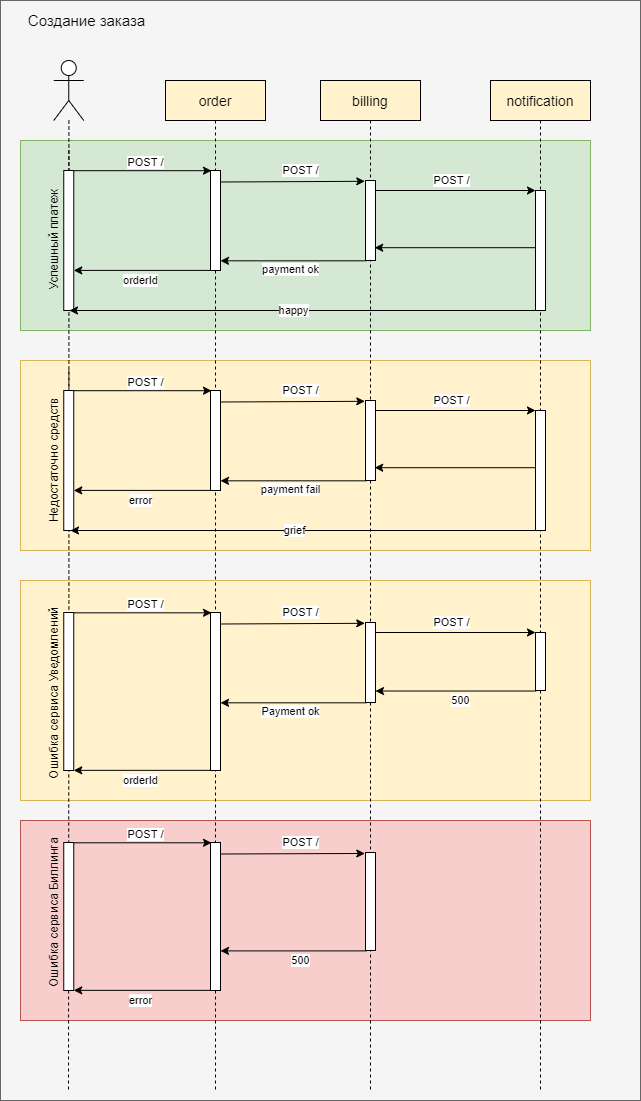 Создание заказа
order
billing
notification
Успешный платеж
POST /
POST /
POST /
payment ok
orderId
happy
Недостаточно средств
POST /
POST /
POST /
payment fail
error
grief
Ошибка сервиса Уведомлений
POST /
POST /
POST /
500
Payment ok
orderId
Ошибка сервиса Биллинга
POST /
POST /
500
error